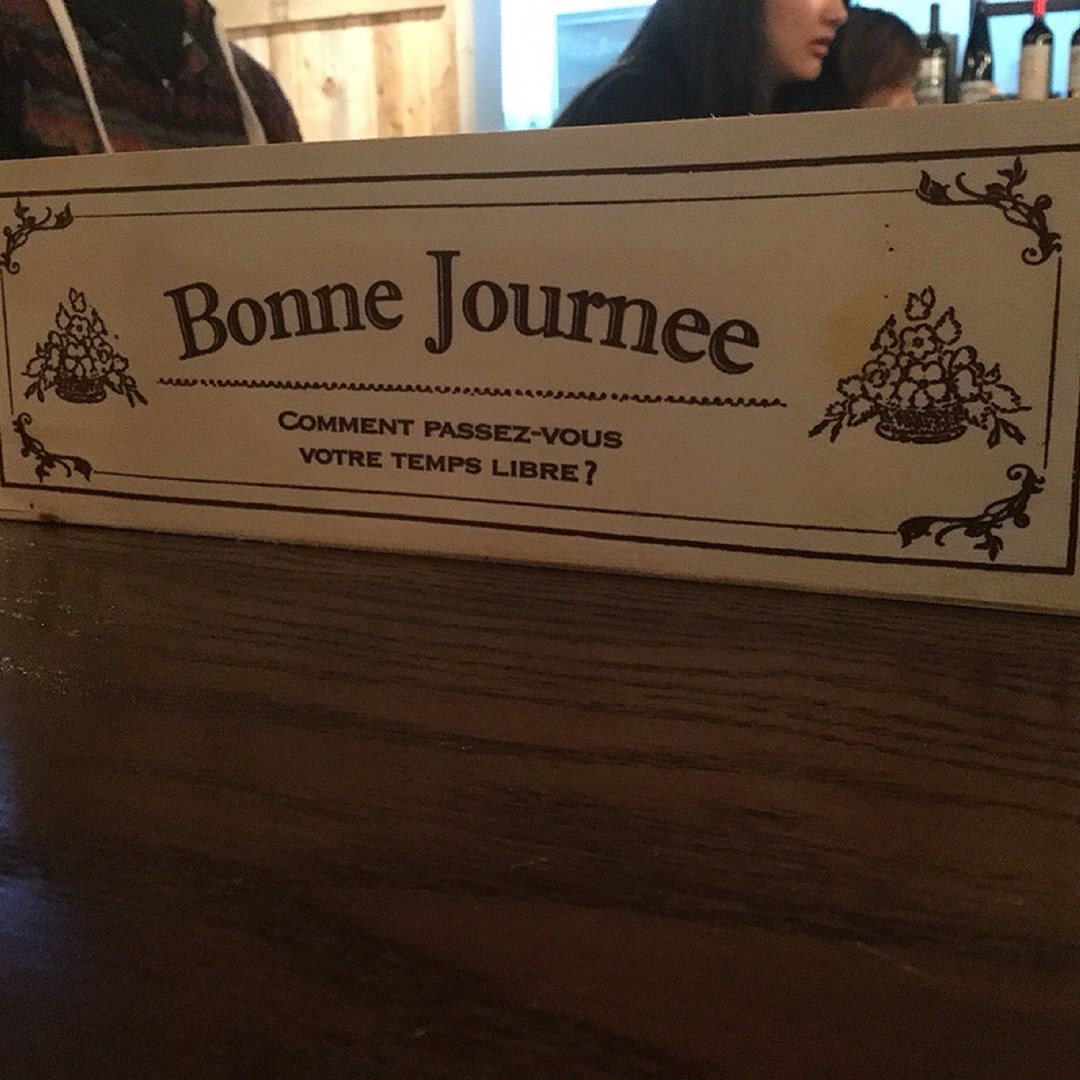 Bonne Journee
COMMENT PASSEZ-VOUS
VOTRE TEMPS LIBRE?